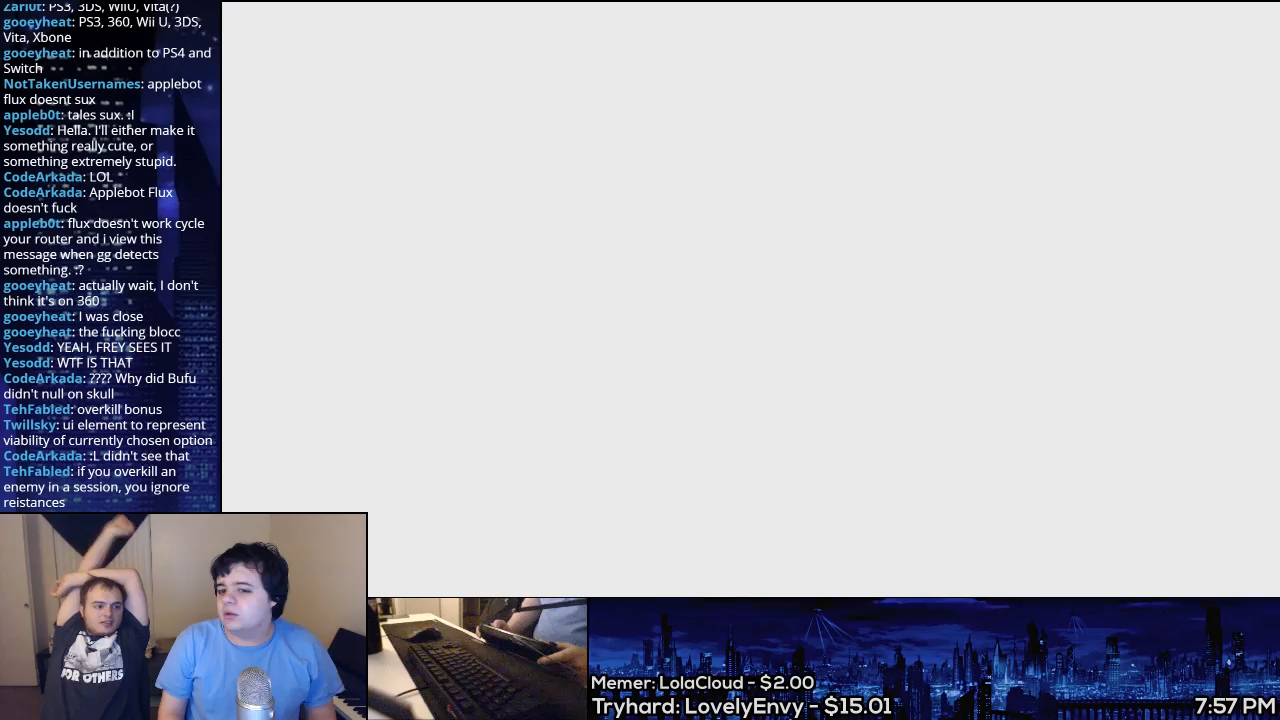 Zarlot: PS3, 3DS, WiiU, Vita(?)
gooeyheat: PS3, 360, Wii U, 3DS,
Vita, Xbone
gooeyheat: in addition to PS4 and
Switch
NotTakenUsernames: applebot
flux doesnt sux
appleb0t: tales sux. :l
Yesodd: Hella. I'll either make it
something really cute, or
something extremely stupid.
CodeArkada: LOL
CodeArkada: Applebot Flux
doesn't fuck
appleb0t: flux doesn't work cycle
your router and i view this
message when gg detects
something. :?
gooeyheat: actually wait, I don't
think it's on 360
gooeyheat: I was close
gooeyheat: the fucking blocc
Yesodd: YEAH, FREY SEES IT
Yesodd: WTF IS THAT
CodeArkada: ???? Why did Bufu
didn't null on skull
TehFabled: overkill bonus
Twillsky: ui element to represent
viability of currently chosen option
CodeArkada: :L didn't see that
TehFabled: if you overkill an
enemy in a session, you ignore
reistances
FOR OTHERS
Memer: LolaCloud - $2.00
Tryhard: LovelyEnvy - $15.01
7:57 PM